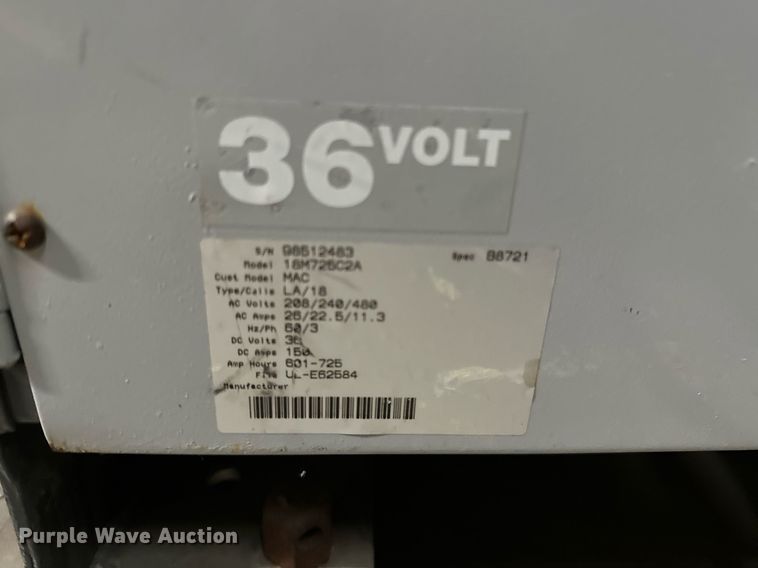 36 VOLT
S/N 98512483 Spec 88721
Model 18M725C2A
Cust Model MAC
Type/Cells LA/18
AC Volts 208/240/480
AC Amps 26/22.5/11.3
Hz/Ph 60/3
DC Volts 36
DC Amps 150
Amp Hours 601-725
File UL-E62584
Manufacturer
Purple Wave Auction